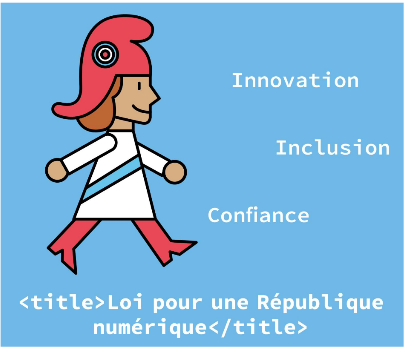 Innovation
Inclusion
Confiance
<title>Loi pour une République
numérique</title>